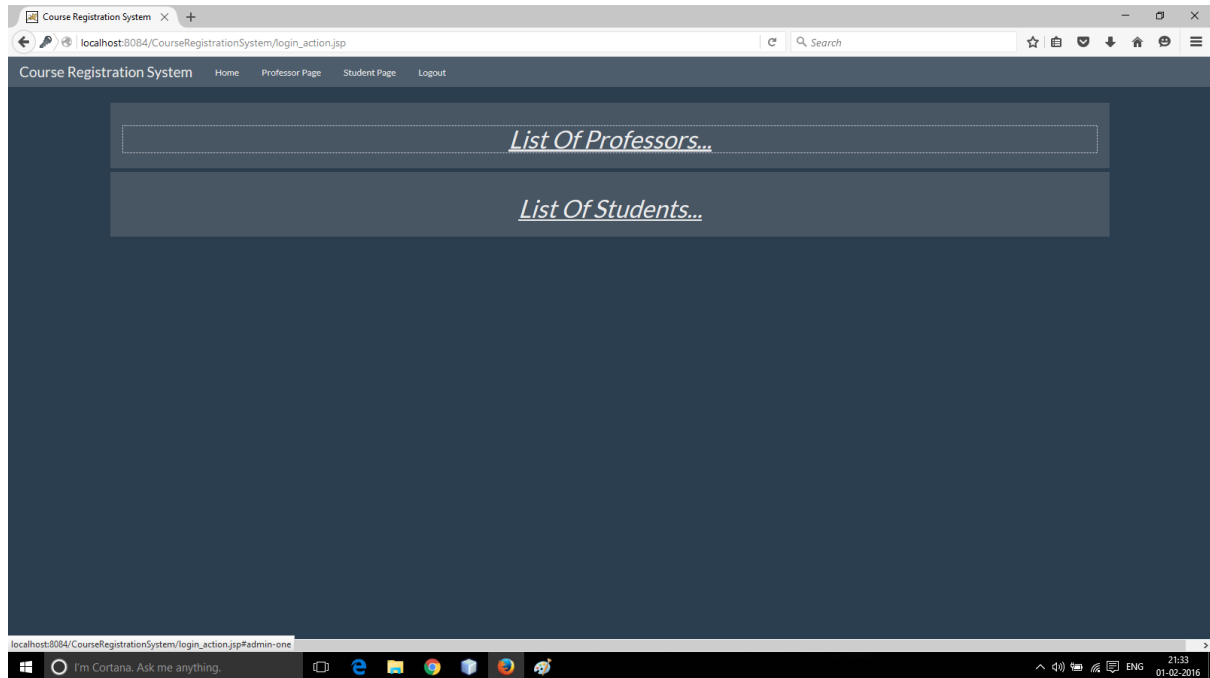 Course Registration System
localhost:8084/CourseRegistrationSystem/login_action.jsp
Search
Course Registration System Home Professor Page Student Page Logout
List Of Professors...
List Of Students...
localhost:8084/CourseRegistrationSystem/login_action.jsp#admin-one
I'm Cortana. Ask me anything.
ENG
21:33
01-02-2016